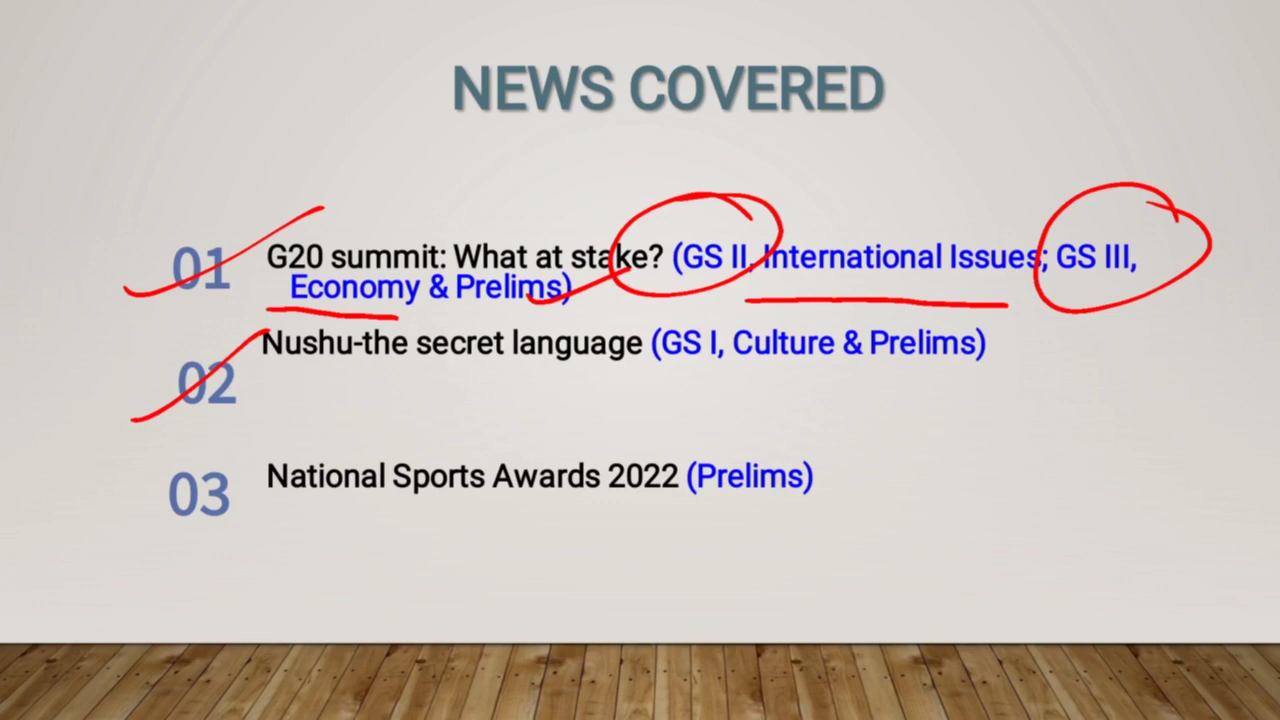 NEWS COVERED
01 G20 summit: What at stake? (GS II, International Issues; GS III,
Economy & Prelims)
02 Nushu-the secret language (GS I, Culture & Prelims)
03 National Sports Awards 2022 (Prelims)